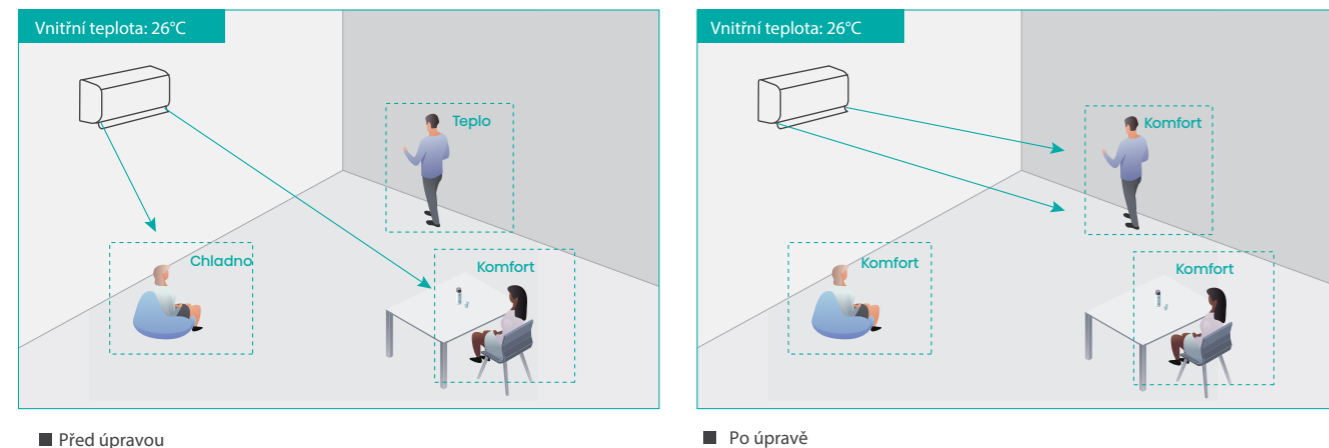 Vnitřní teplota: 26°C
Teplo
Chladno
Komfort
Před úpravou
Vnitřní teplota: 26°C
Komfort
Komfort
Komfort
Po úpravě